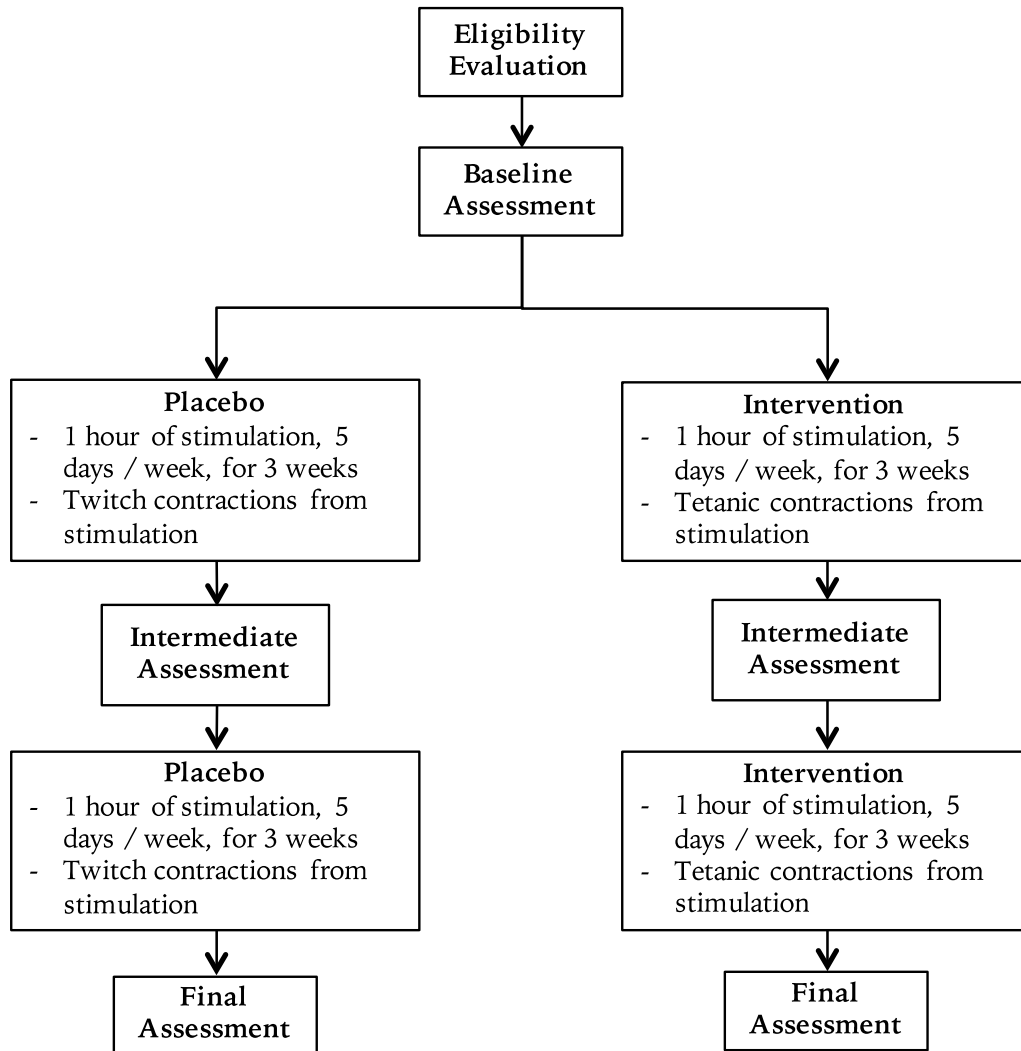 Eligibility
Evaluation
Baseline
Assessment
Placebo
- 1 hour of stimulation, 5
days / week, for 3 weeks
- Twitch contractions from
stimulation
Intervention
- 1 hour of stimulation, 5
days / week, for 3 weeks
- Tetanic contractions from
stimulation
Intermediate
Assessment
Intermediate
Assessment
Placebo
- 1 hour of stimulation, 5
days / week, for 3 weeks
- Twitch contractions from
stimulation
Intervention
- 1 hour of stimulation, 5
days / week, for 3 weeks
- Tetanic contractions from
stimulation
Final
Assessment
Final
Assessment